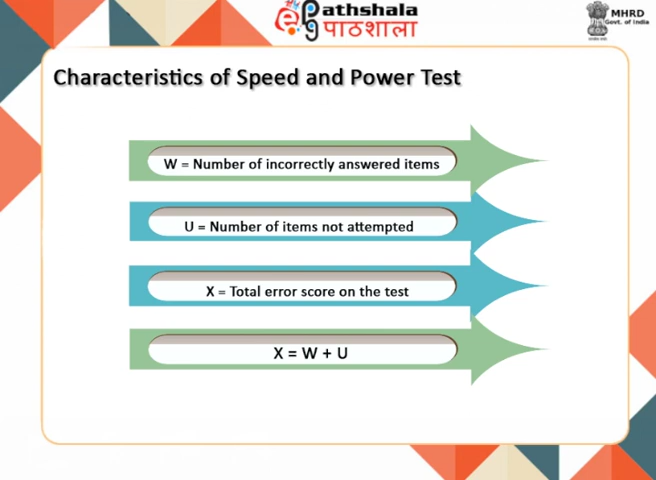 ePathshala
पाठशाला
MHRD
Govt. of India
Characteristics of Speed and Power Test
W = Number of incorrectly answered items
U = Number of items not attempted
X = Total error score on the test
X = W + U